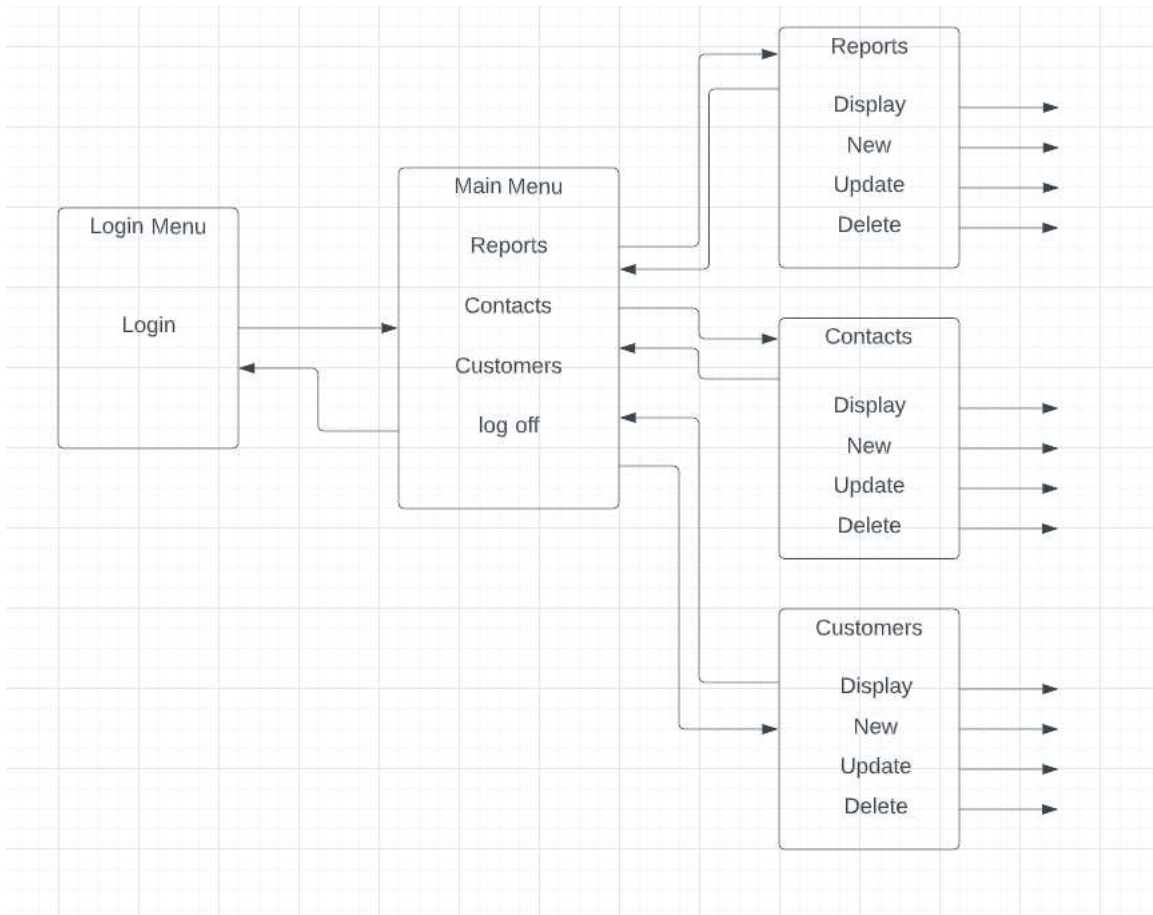 Login Menu
Login
Main Menu
Reports
Contacts
Customers
log off
Reports
Display
New
Update
Delete
Contacts
Display
New
Update
Delete
Customers
Display
New
Update
Delete